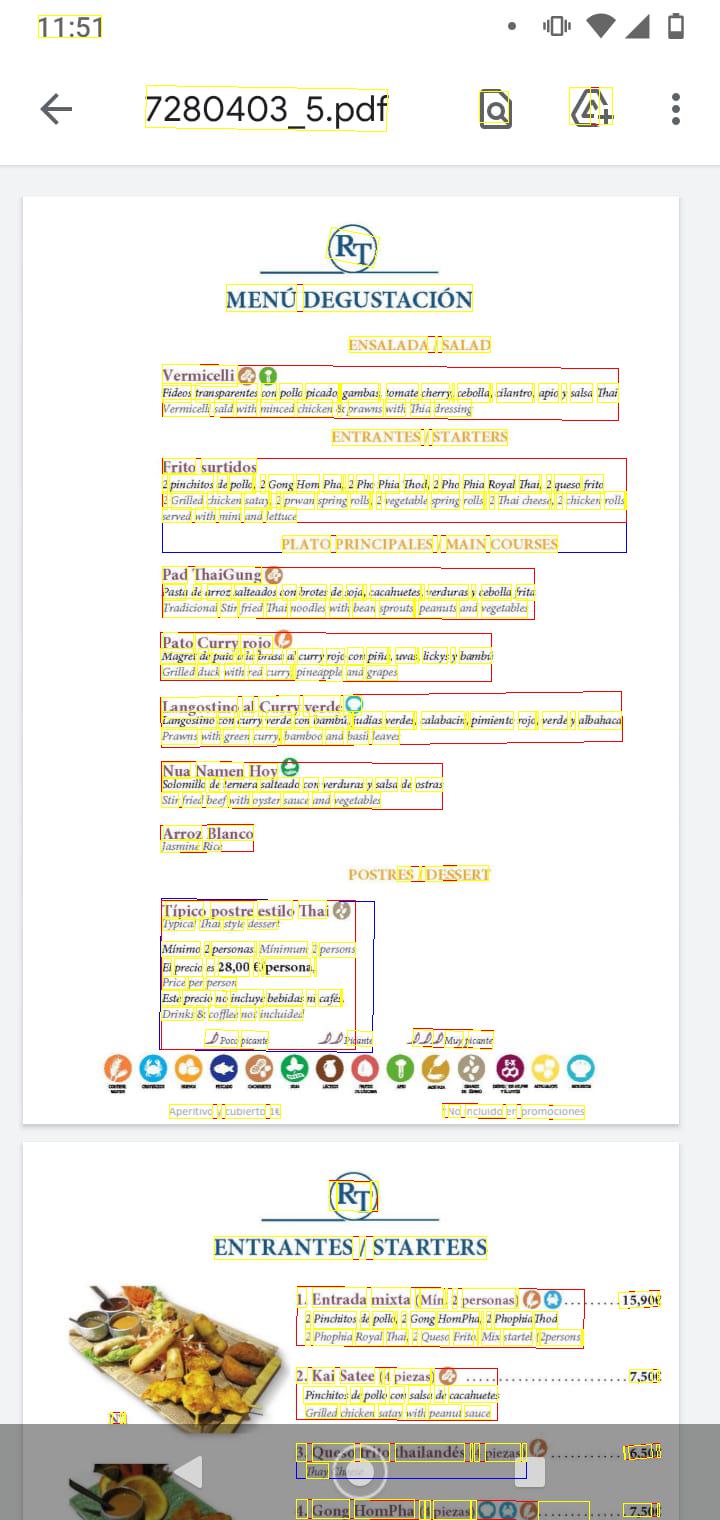 11:51
7280403_5.pdf
RT
MENÚ DEGUSTACIÓN
ENSALADA / SALAD
Vermicelli
Fideos transparentes con pollo picado, gambas, tomate cherry, cebolla, cilantro, apio y salsa Thai
Vermicelli sald with minced chicken & prawns with Thia dressing
ENTRANTES / STARTERS
Frito surtidos
2 pinchitos de pollo, 2 Gong Hom Pha, 2 Pho Phia Thod, 2 Pho Phia Royal Thai, 2 queso frito
2 Grilled chicken satay, 2 prwan spring rolls, 2 vegetable spring rolls, 2 Thai cheese, 2 chicken rolls
served with mint and lettuce
PLATO PRINCIPALES / MAIN COURSES
Pad ThaiGung
Pasta de arroz salteados con brotes de soja, cacahuetes, verduras y cebolla frita
Tradicional Stir fried Thai noodles with bean sprouts, peanuts and vegetables
Pato Curry rojo
Magret de pato a la brasa al curry rojo con piña, uvas, lickys y bambú
Grilled duck with red curry, pineapple and grapes
Langostino al Curry verde
Langostino con curry verde con bambú, judias verdes, calabacin, pimiento rojo, verde y albahaca
Prawns with green curry, bamboo and basil leaves
Nua Namen Hoy
Solomillo de ternera salteado con verduras y salsa de ostras
Stir fried beef with oyster sauce and vegetables
Arroz Blanco
Jasmine Rice
POSTRES / DESSERT
Típico postre estilo Thai
Typical Thai style dessert
Mínimo 2 personas. Minimum 2 persons
El precio es 28,00 €/persona.
Price per person
Este precio no incluye bebidas ni cafés.
Drinks & coffee not included
Poco picante
Picante
Muy picante
Aperitivo y cubierto 1€
*No incluido en promociones
RT
ENTRANTES / STARTERS
1. Entrada mixta (Mín. 2 personas) 15,90€
2 Pinchitos de pollo, 2 Gong HomPha, 2 Phophia Thod
2 Phophia Royal Thai, 2 Queso Frito. Mix starter (2persons)
2. Kai Satee (4 piezas) 7,50€
Pinchitos de pollo con salsa de cacahuetes
Grilled chicken satay with peanut sauce
3. Queso frito thailandés piezas) 6,50€
Thay Cheese
4. Gong HomPha piezas) 7,50€